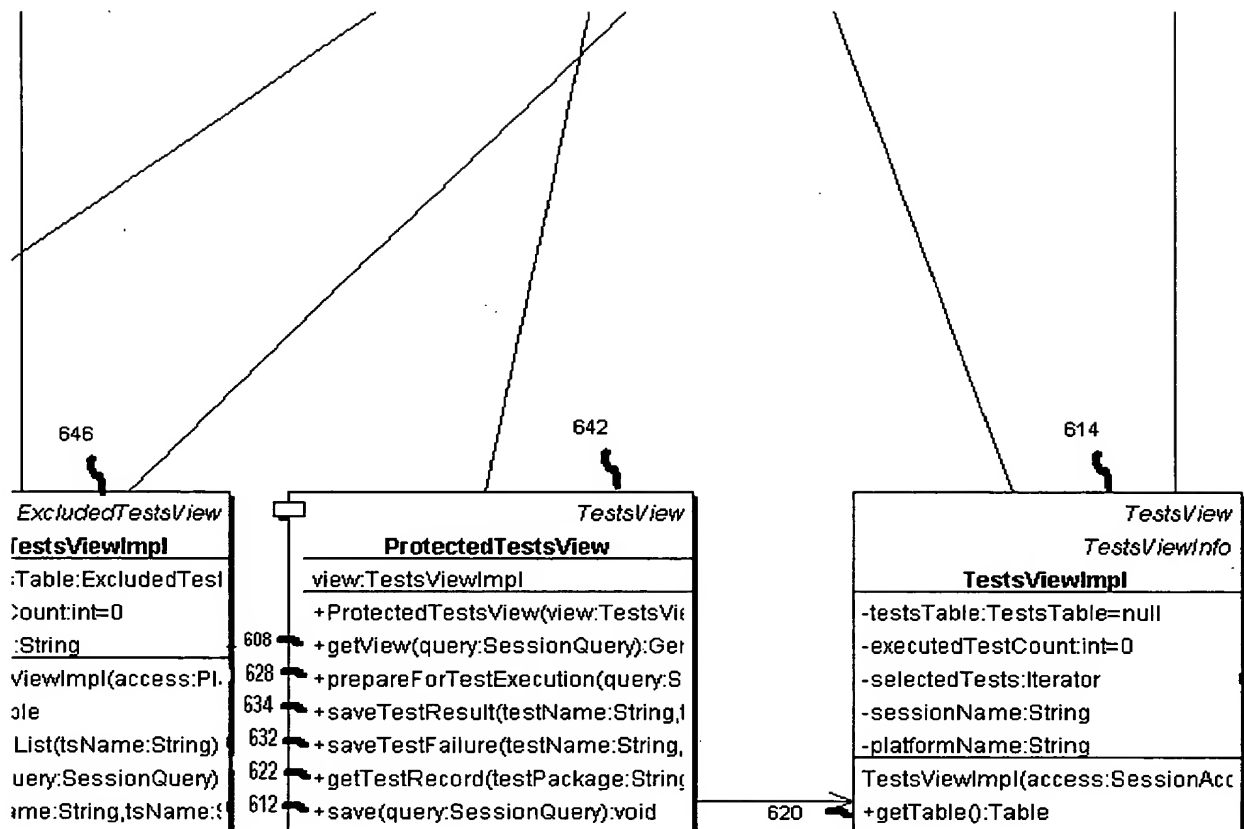 646
642
614
ExcludedTestsView
TestsViewImpl
sTable:ExcludedTest
Count:int=0
:String
ViewImpl(access:Pl
ble
List(tsName:String)
uery:SessionQuery)
ame:String,tsName:S
TestsView
ProtectedTestsView
view:TestsViewImpl
+ProtectedTestsView(view:TestsVie
608 +getView(query:SessionQuery):Ger
628 +prepareForTestExecution(query:S
634 +saveTestResult(testName:String,t
632 +saveTestFailure(testName:String,
622 +getTestRecord(testPackage:String
612 +save(query:SessionQuery):void
TestsView
TestsViewInfo
TestsViewImpl
-testsTable:TestsTable=null
-executedTestCount:int=0
-selectedTests:Iterator
-sessionName:String
-platformName:String
TestsViewImpl(access:SessionAcc
620 +getTable():Table